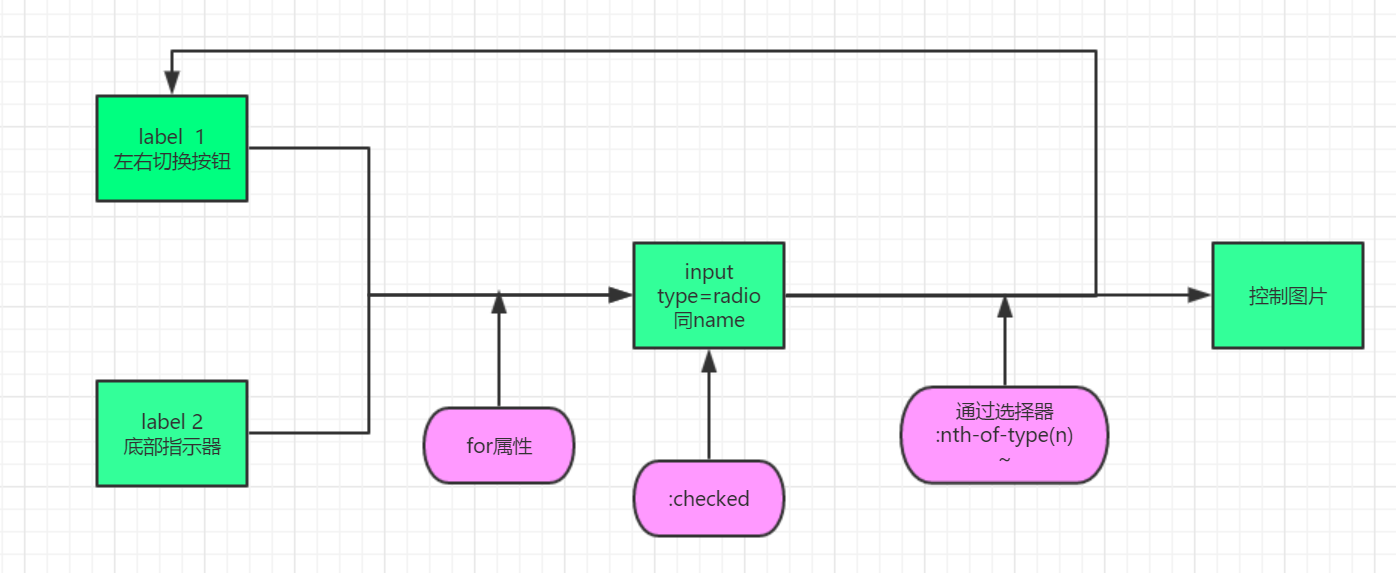 label  1
左右切换按钮
input
type=radio
同name
控制图片
label 2
底部指示器
for属性
:checked
通过选择器
:nth-of-type(n)
~